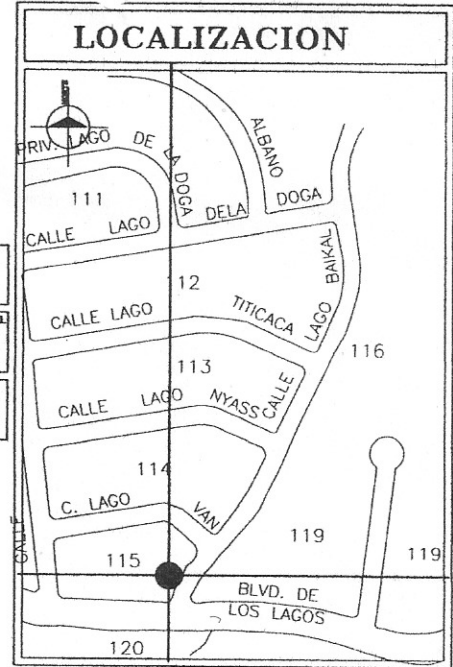 LOCALIZACION
PRIV. LAGO DE LA DOGA
ALBANO
111
DELA DOGA
CALLE LAGO
112
LAGO BAIKAL
CALLE LAGO TITICACA
116
113
CALLE
CALLE LAGO NYASS
114
C. LAGO VAN
CALLE
119
119
115
BLVD. DE
LOS LAGOS
120